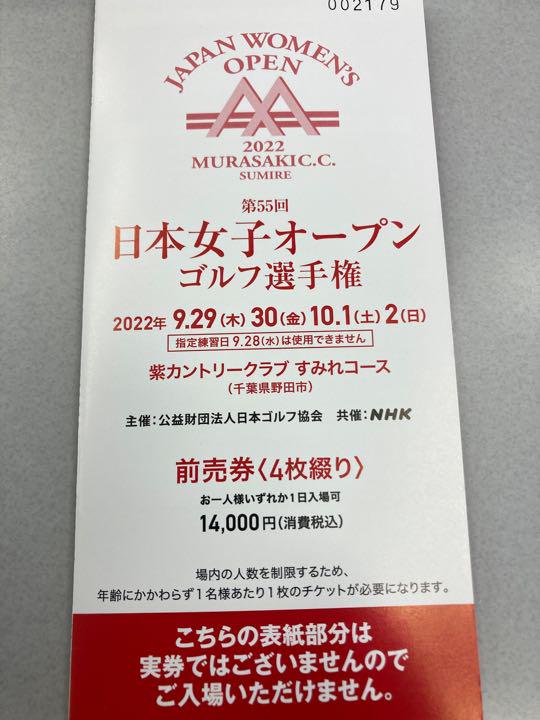 002179
JAPAN WOMEN'S
OPEN
2022
MURASAKI C.C.
SUMIRE
第55回
日本女子オープン
ゴルフ選手権
2022年 9.29(木) 30(金) 10.1(土) 2(日)
指定練習日 9.28(水)は使用できません
紫カントリークラブ すみれコース
(千葉県野田市)
主催:公益財団法人日本ゴルフ協会 共催:NHK
前売券〈4枚綴り〉
お一人様いずれか1日入場可
14,000円(消費税込)
場内の人数を制限するため、
年齢にかかわらず1名様あたり1枚のチケットが必要になります。
こちらの表紙部分は
実券ではございませんので
ご入場いただけません。